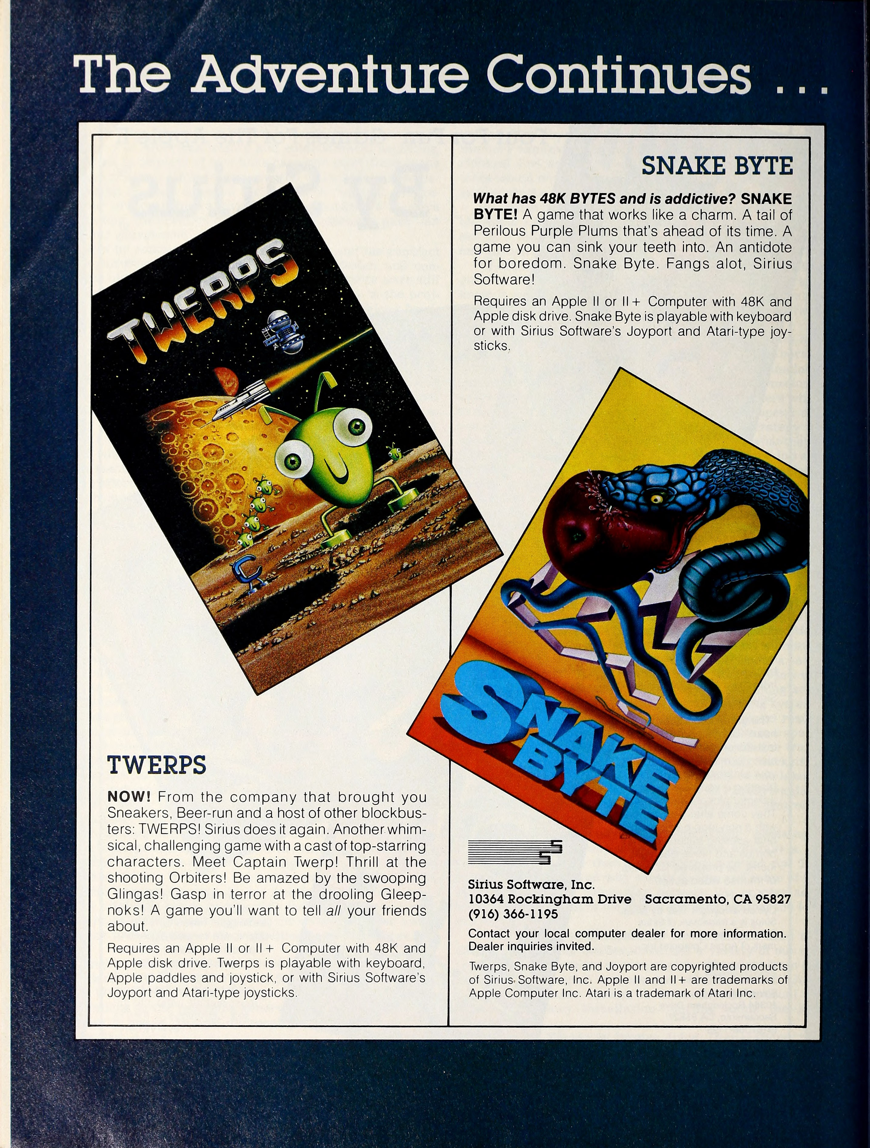 The Adventure Continues ...
TWERPS
TWERPS
NOW! From the company that brought you
Sneakers, Beer-run and a host of other blockbus-
ters: TWERPS! Sirius does it again. Another whim-
sical, challenging game with a cast of top-starring
characters. Meet Captain Twerp! Thrill at the
shooting Orbiters! Be amazed by the swooping
Glingas! Gasp in terror at the drooling Gleep-
noks! A game you'll want to tell all your friends
about.
Requires an Apple II or II+ Computer with 48K and
Apple disk drive. Twerps is playable with keyboard,
Apple paddles and joystick, or with Sirius Software's
Joyport and Atari-type joysticks.
SNAKE BYTE
What has 48K BYTES and is addictive? SNAKE
BYTE! A game that works like a charm. A tail of
Perilous Purple Plums that's ahead of its time. A
game you can sink your teeth into. An antidote
for boredom. Snake Byte. Fangs alot, Sirius
Software!
Requires an Apple II or II+ Computer with 48K and
Apple disk drive. Snake Byte is playable with keyboard
or with Sirius Software's Joyport and Atari-type joy-
sticks.
SNAKE
BYTE
Sirius Software, Inc.
10364 Rockingham Drive Sacramento, CA 95827
(916) 366-1195
Contact your local computer dealer for more information.
Dealer inquiries invited.
Twerps, Snake Byte, and Joyport are copyrighted products
of Sirius Software, Inc. Apple II and II+ are trademarks of
Apple Computer Inc. Atari is a trademark of Atari Inc.